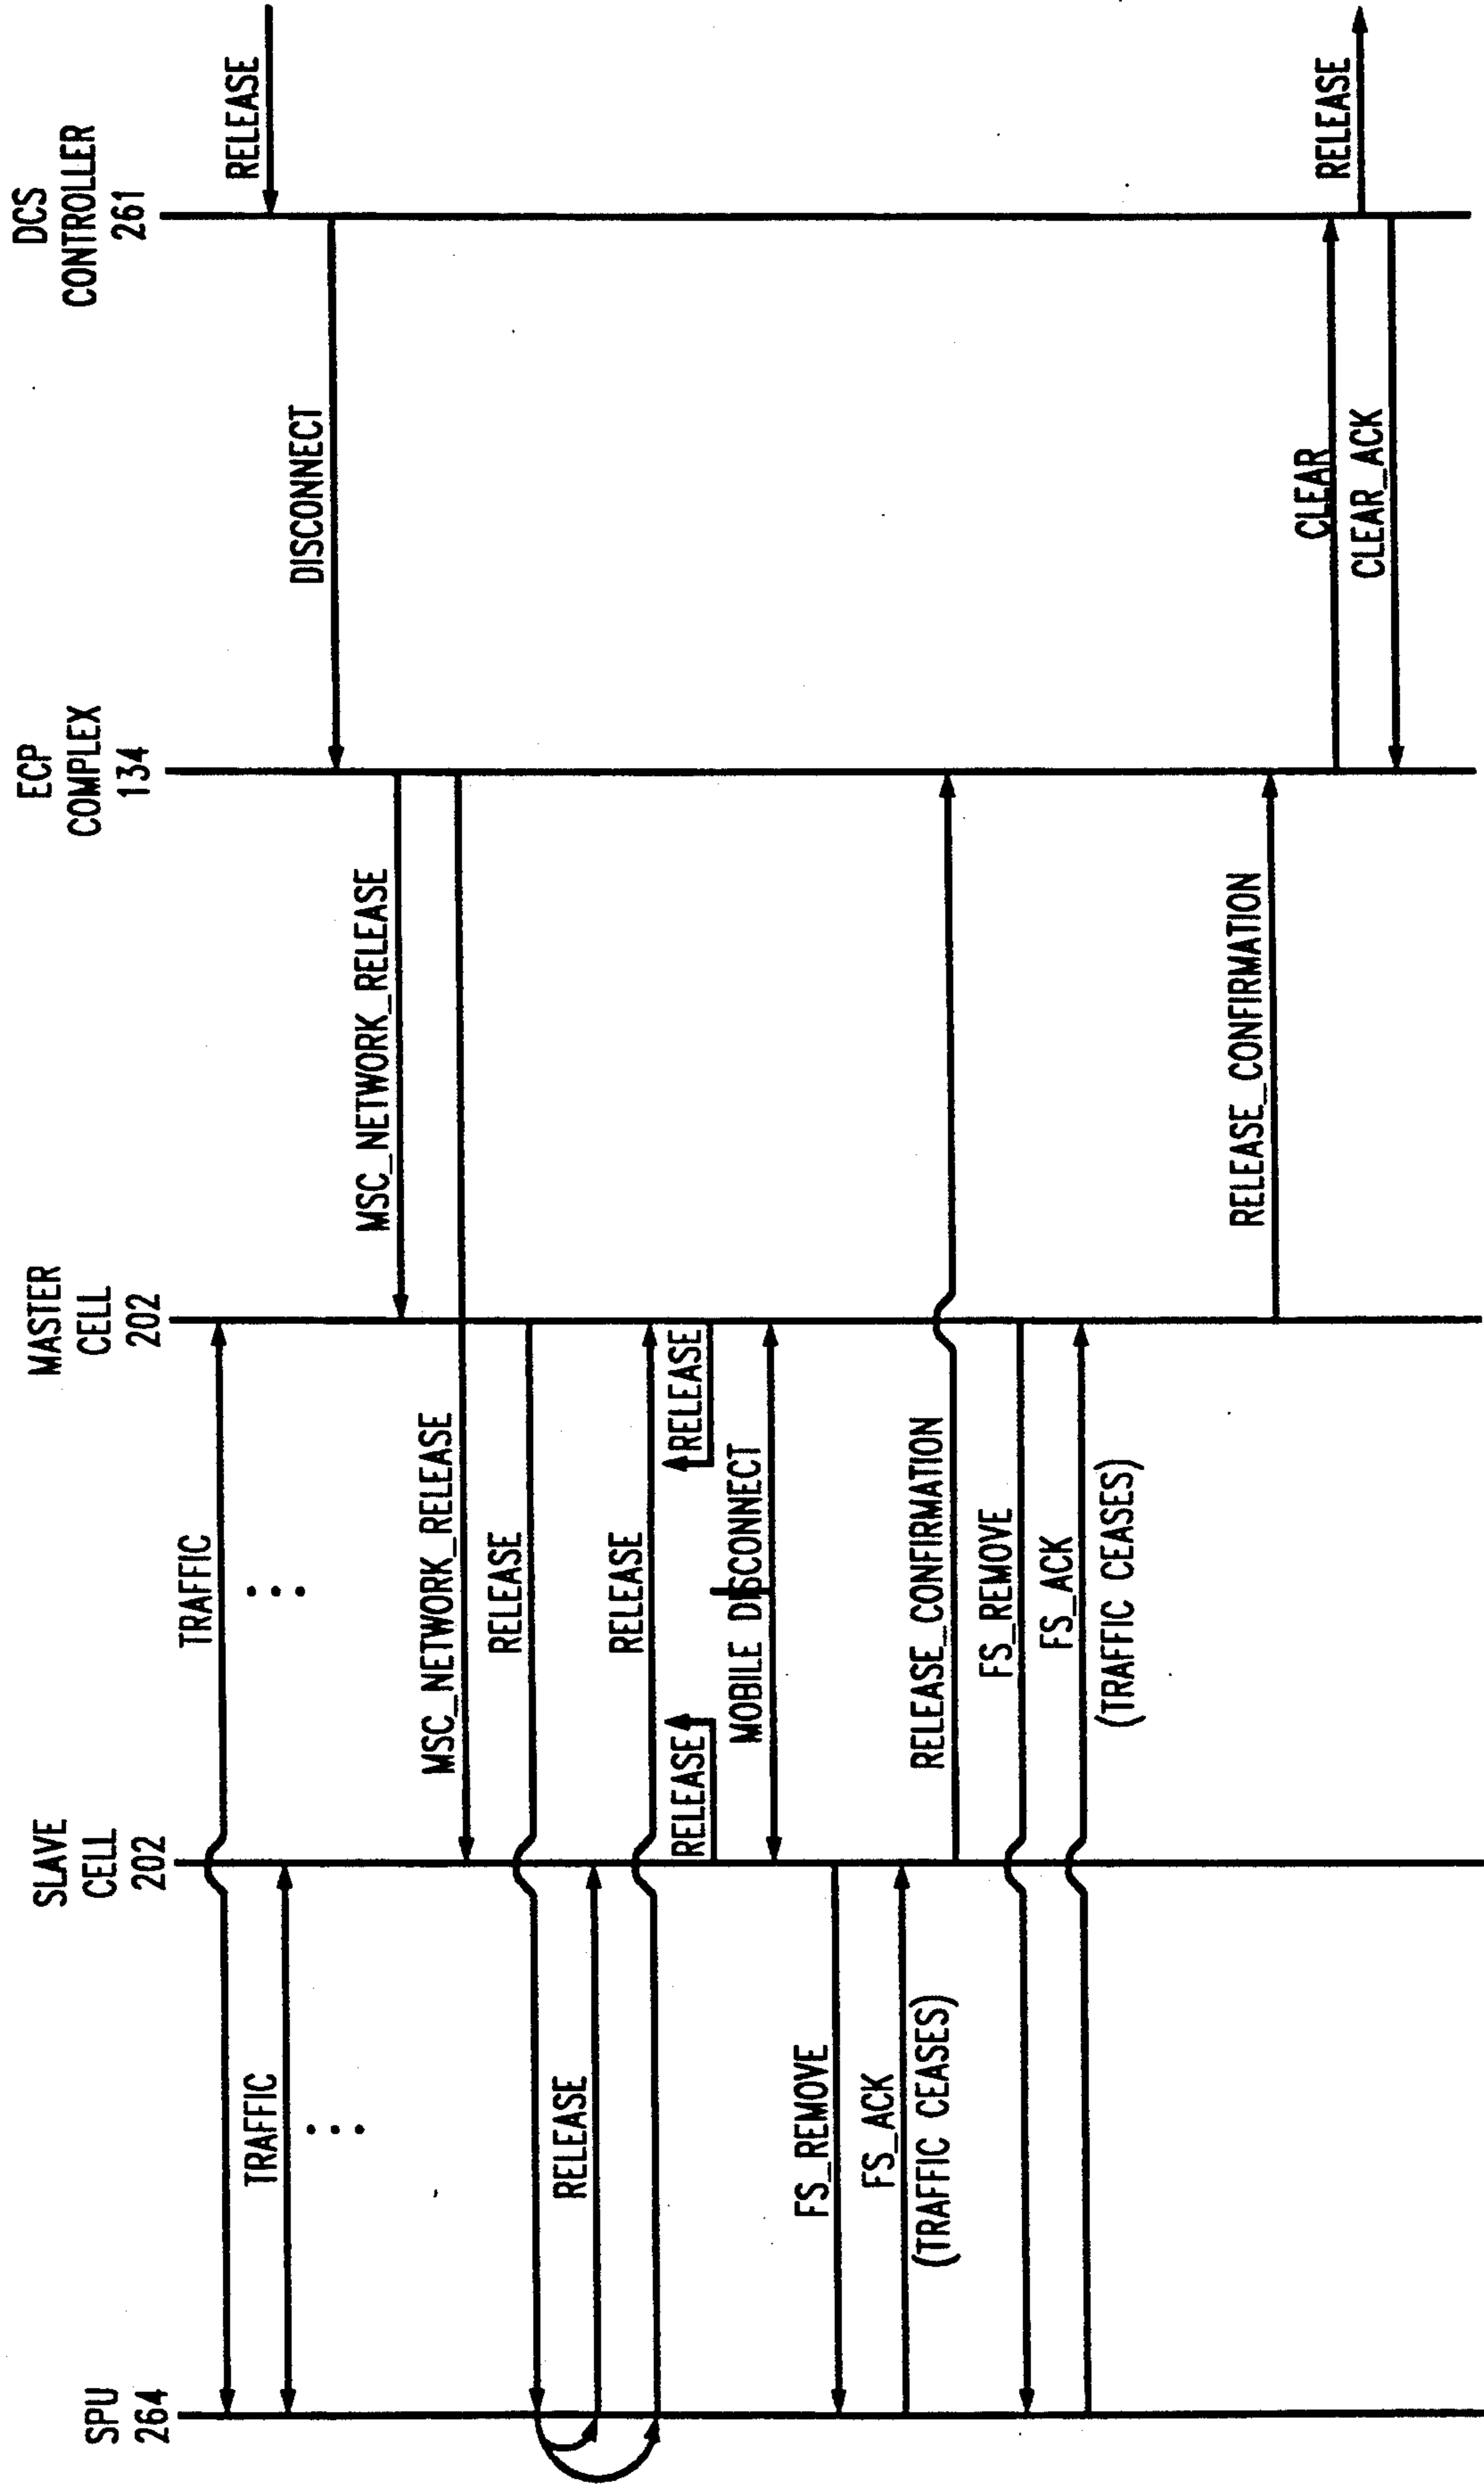 SPU
264
SLAVE
CELL
202
MASTER
CELL
202
ECP
COMPLEX
134
DCS
CONTROLLER
261
TRAFFIC
RELEASE
TRAFFIC
DISCONNECT
MSC_NETWORK_RELEASE
MSC_NETWORK_RELEASE
RELEASE
RELEASE
RELEASE
RELEASE
RELEASE
MOBILE DISCONNECT
FS_REMOVE
FS_ACK
(TRAFFIC CEASES)
RELEASE_CONFIRMATION
FS_REMOVE
FS_ACK
(TRAFFIC CEASES)
RELEASE_CONFIRMATION
CLEAR
RELEASE
CLEAR_ACK